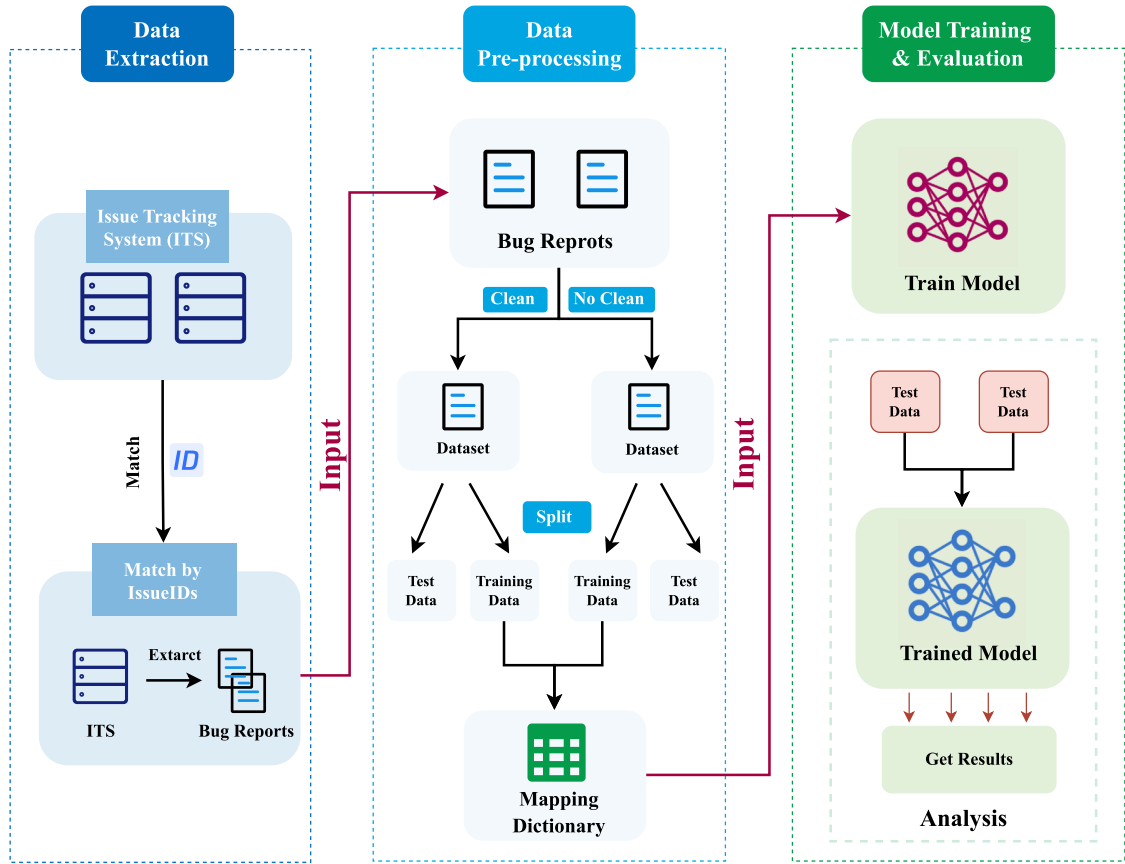 Data
Extraction
Issue Tracking
System (ITS)
Match
ID
Match by
IssueIDs
Extarct
ITS
Bug Reports
Input
Data
Pre-processing
Bug Reprots
Clean
No Clean
Dataset
Dataset
Split
Test
Data
Training
Data
Training
Data
Test
Data
Mapping
Dictionary
Input
Model Training
& Evaluation
Train Model
Test
Data
Test
Data
Trained Model
Get Results
Analysis